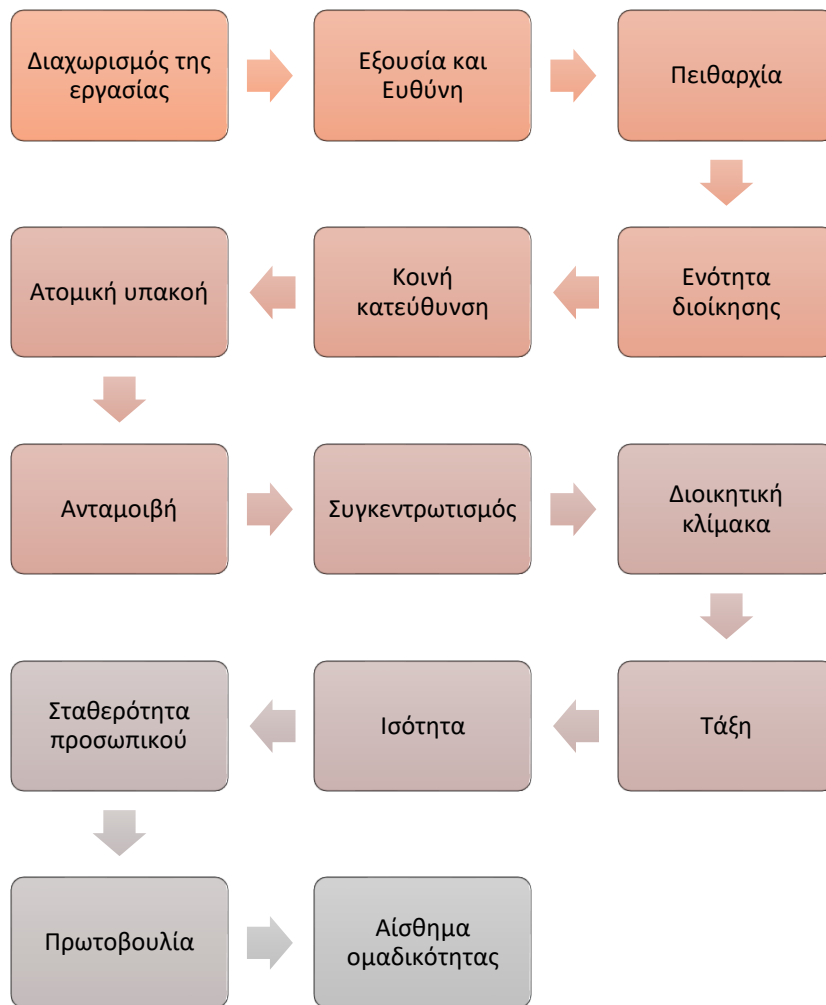 Διαχωρισμός της
εργασίας
Εξουσία και
Ευθύνη
Πειθαρχία
Ενότητα
διοίκησης
Κοινή
κατεύθυνση
Ατομική υπακοή
Ανταμοιβή
Συγκεντρωτισμός
Διοικητική
κλίμακα
Τάξη
Ισότητα
Σταθερότητα
προσωπικού
Πρωτοβουλία
Αίσθημα
ομαδικότητας